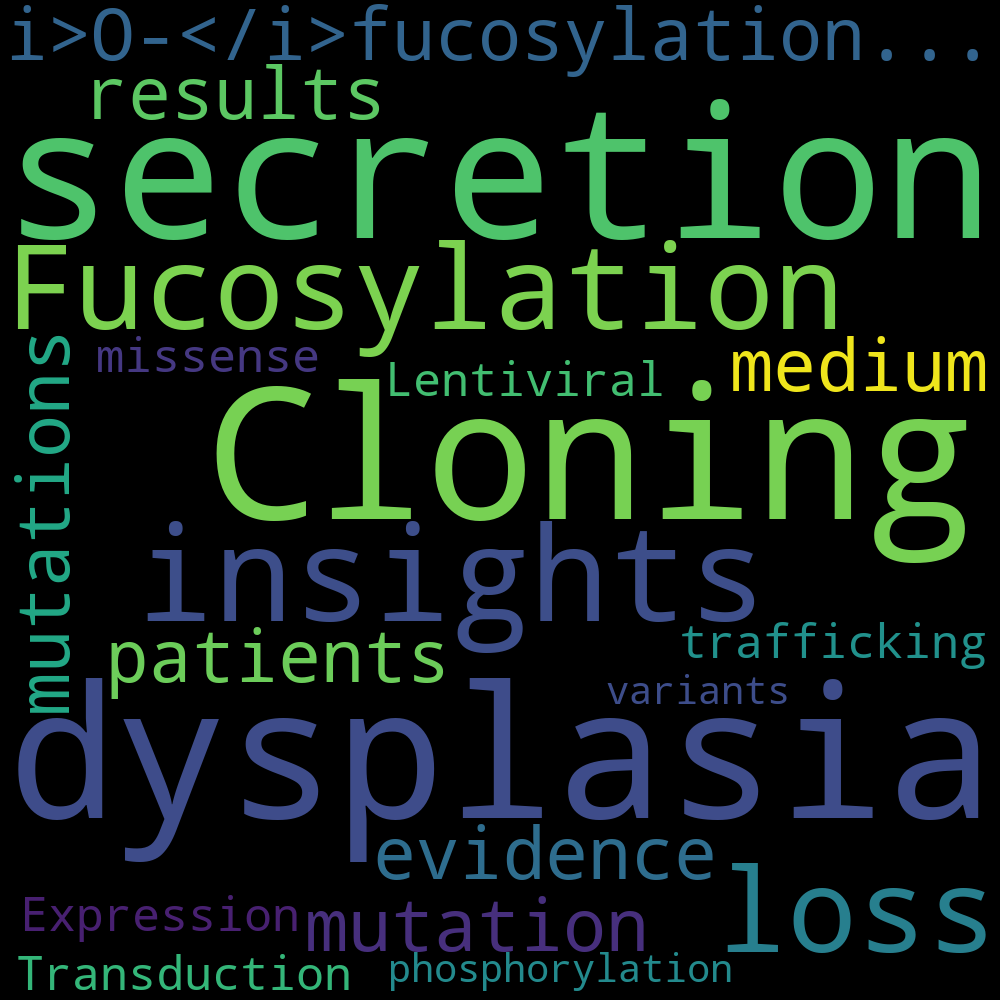 i>O-</i>fucosylation...
results
secretion
Fucosylation
mutations
missense
Lentiviral
medium
Cloning
insights
patients
trafficking
variants
dysplasia
evidence
loss
Expression
mutation
Transduction
phosphorylation